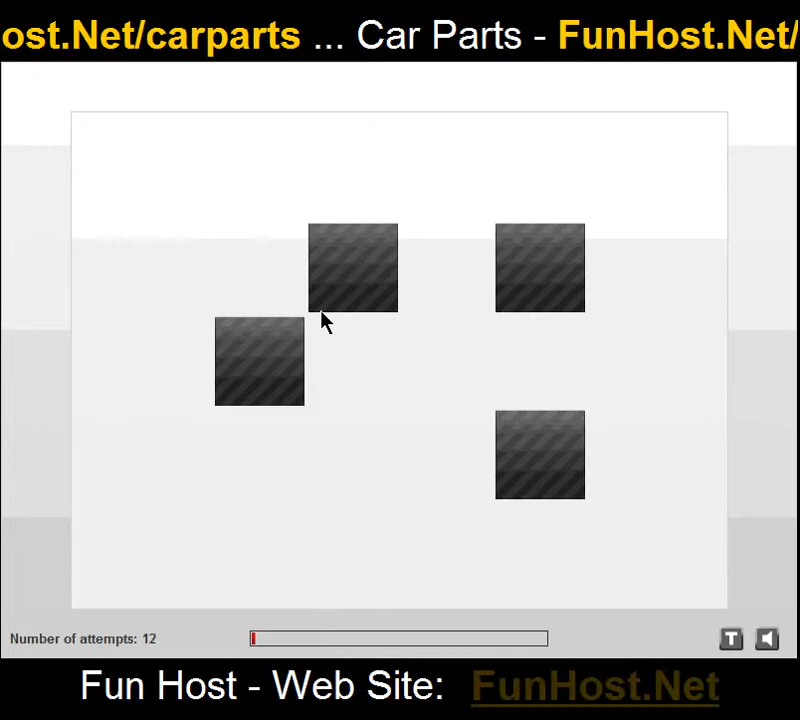 ost.Net/carparts ... Car Parts - FunHost.Net/
Number of attempts: 12
T
Fun Host - Web Site: FunHost.Net